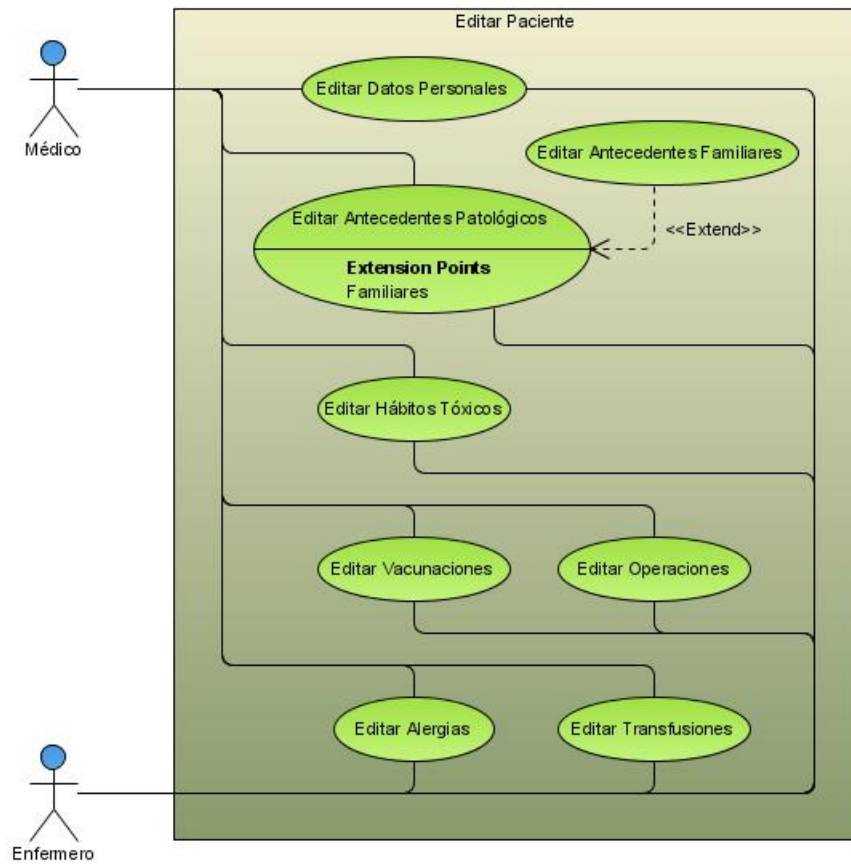 Editar Paciente
Editar Datos Personales
Médico
Editar Antecedentes Familiares
Editar Antecedentes Patológicos
<<Extend>>
Extension Points
Familiares
Editar Hábitos Tóxicos
Editar Vacunaciones
Editar Operaciones
Editar Alergias
Editar Transfusiones
Enfermero